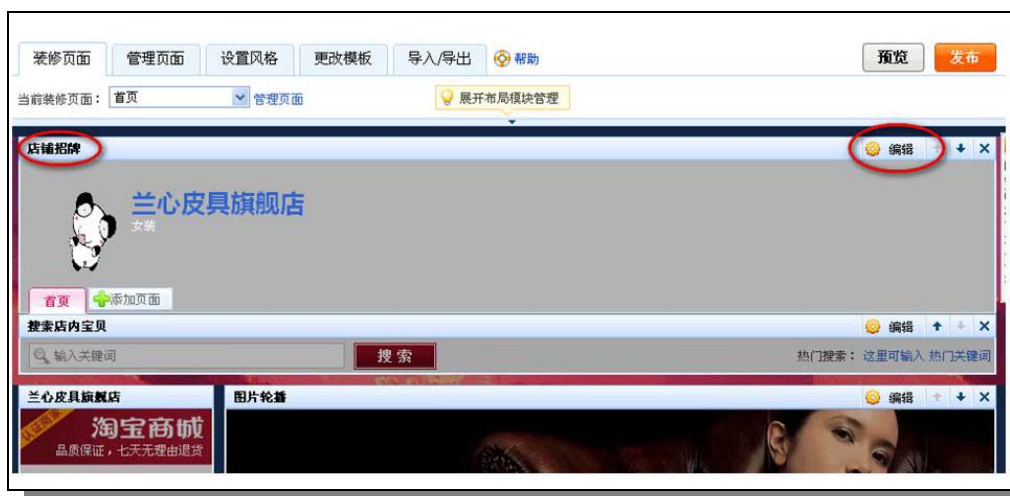 装修页面 管理页面 设置风格 更改模板 导入/导出 帮助 预览 发布
当前装修页面： 首页 管理页面 展开布局模块管理
店铺招牌 编辑
兰心皮具旗舰店
女装
首页 添加页面
搜索店内宝贝 编辑
输入关键词 搜索 热门搜索： 这里可输入 热门关键词
兰心皮具旗舰店 图片轮播 编辑
认证商家
淘宝商城
品质保证，七天无理由退货